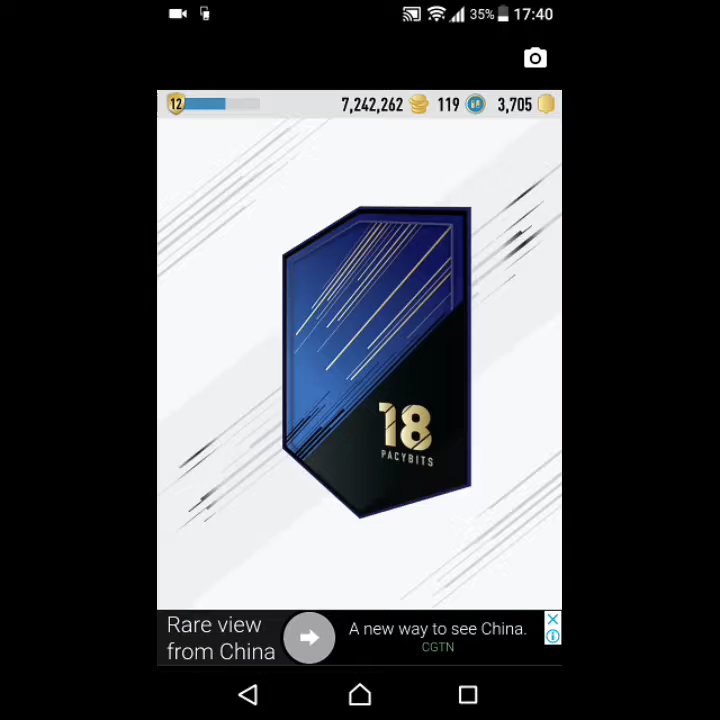 35% 17:40
12 7,242,262 119 3,705
18
PACYBITS
Rare view
from China
A new way to see China.
CGTN